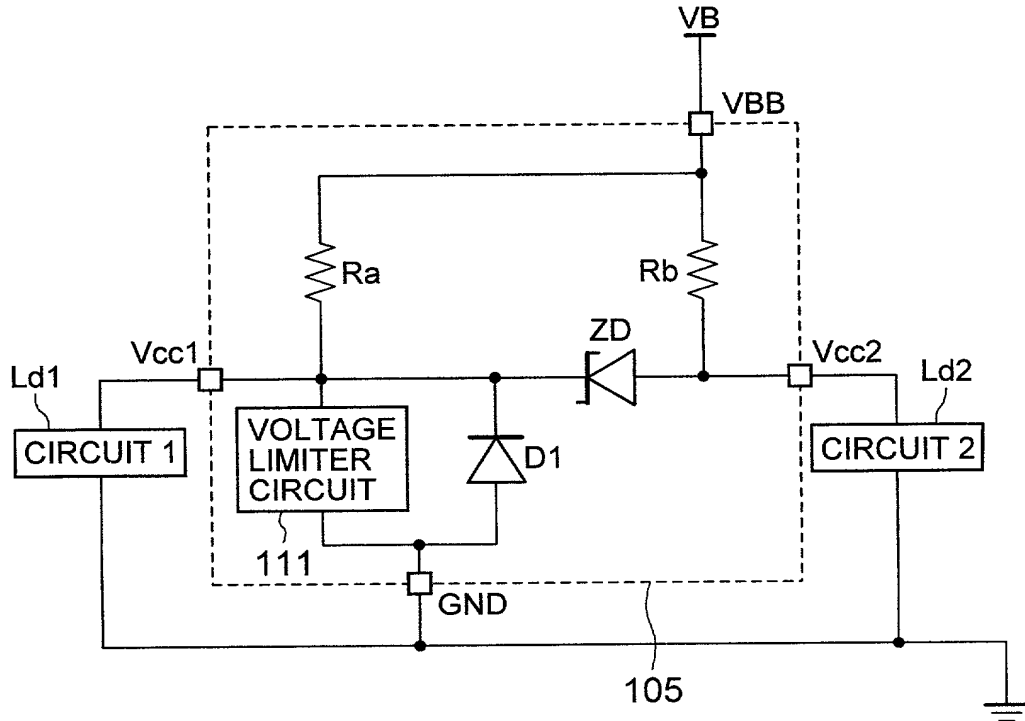 VB
VBB
Ra
Rb
ZD
Vcc1
Vcc2
Ld1
Ld2
CIRCUIT 1
VOLTAGE
LIMITER
CIRCUIT
D1
CIRCUIT 2
111
GND
105